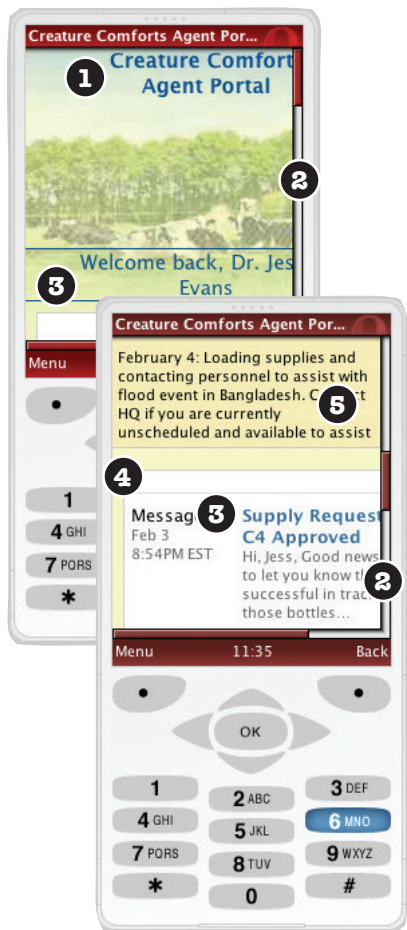 Creature Comforts Agent Por...
1
Creature Comfort
Agent Portal
2
Welcome back, Dr. Jes
Evans
3
Menu
1
4 GHI
7 PQRS
*
Creature Comforts Agent Por...
February 4: Loading supplies and
contacting personnel to assist with
flood event in Bangladesh.
5
HQ if you are currently
unscheduled and available to assist
4
3
Supply Request
Feb 3
C4 Approved
8:54PM EST
Hi, Jess, Good news
to let you know
2
successful in
those bottles...
Menu 11:35 Back
OK
1 2 ABC 3 DEF
4 GHI 5 JKL 6 MNO
7 PQRS 8 TUV 9 WXYZ
* 0 #